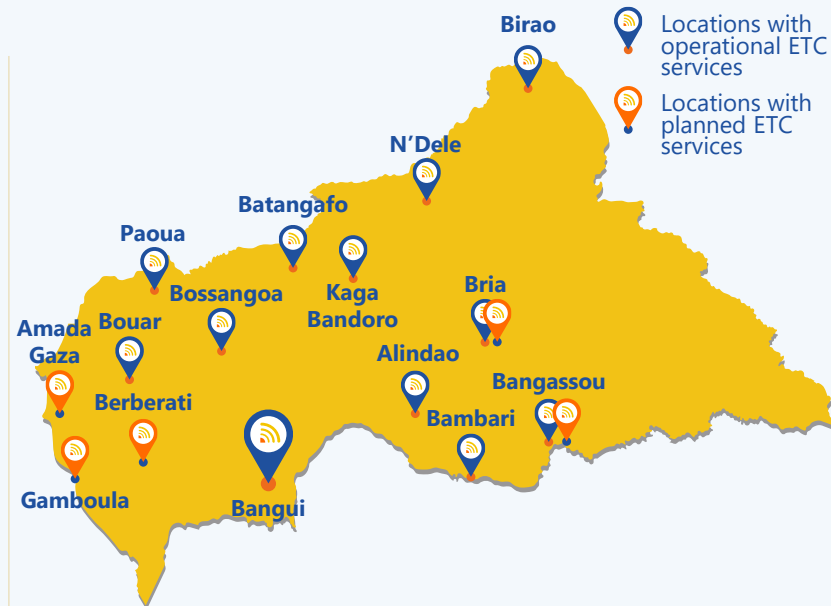 Birao
Locations with
operational ETC
services
Locations with
planned ETC
services
N'Dele
Batangafo
Paoua
Bossangoa
Kaga
Bandoro
Bria
Amada
Gaza
Bouar
Alindao
Bangassou
Berberati
Bambari
Gamboula
Bangui